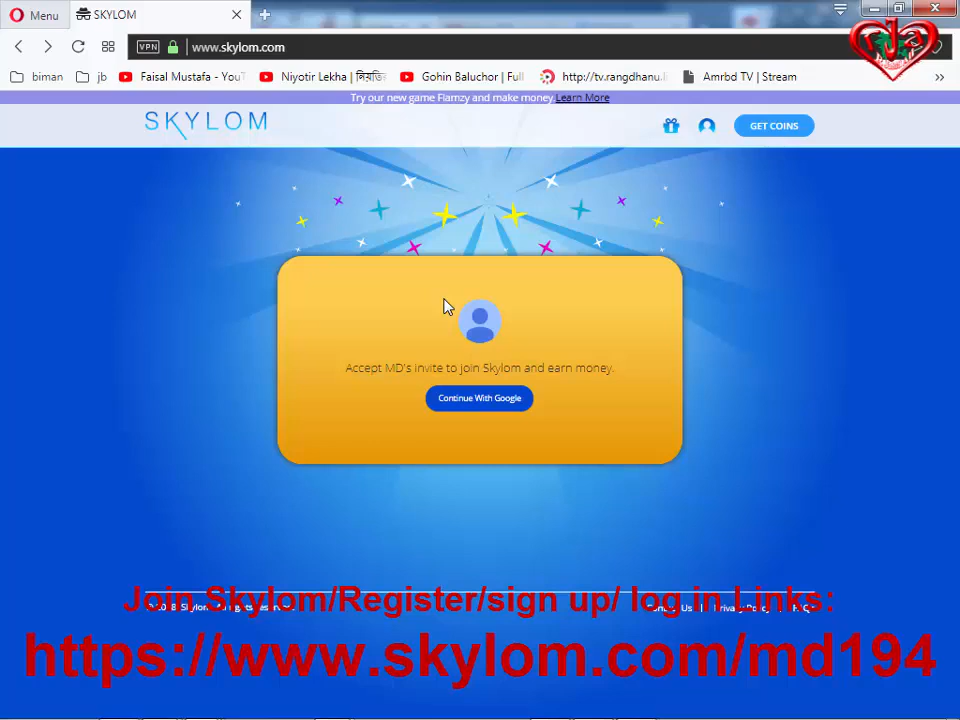 Menu
SKYLOM
VPN
www.skylom.com
biman
jb
Faisal Mustafa - YouT
Niyotir Lekha |
Gohin Baluchor | Full
http://tv.rangdhanu.li
Amrbd TV | Stream
Try our new game Flamzy and make money Learn More
SKYLOM
GET COINS
Accept MD's invite to join Skylom and earn money.
Continue With Google
Join Skylom/Register/sign up/ log in Links:
https://www.skylom.com/md194